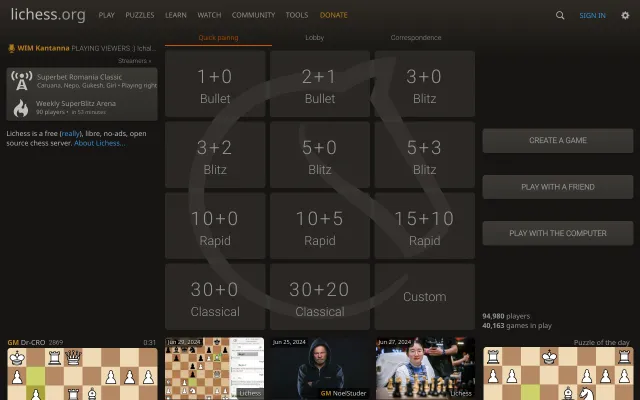 lichess.org PLAY PUZZLES LEARN WATCH COMMUNITY TOOLS DONATE SIGN IN
Quick pairing Lobby Correspondence
WIM Kantanna PLAYING VIEWERS | !chal...
Streamers »
Superbet Romania Classic
Caruana, Nepo, Gukesh, Giri • Playing right
Weekly SuperBlitz Arena
90 players • in 53 minutes
Lichess is a free (really), libre, no-ads, open
source chess server. About Lichess...
1+0
Bullet
2+1
Bullet
3+0
Blitz
3+2
Blitz
5+0
Blitz
5+3
Blitz
10+0
Rapid
10+5
Rapid
15+10
Rapid
30+0
Classical
30+20
Classical
Custom
CREATE A GAME
PLAY WITH A FRIEND
PLAY WITH THE COMPUTER
94,980 players
40,163 games in play
GM Dr-CRO 2869 0:31
Jun 29, 2024
Lichess
Jun 25, 2024
GM NoelStuder
Jun 27, 2024
Lichess
Puzzle of the day